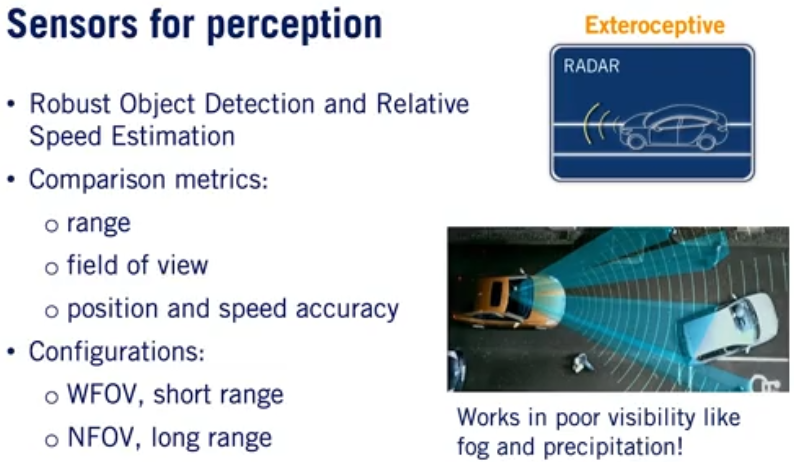 Sensors for perception
Exteroceptive
RADAR
• Robust Object Detection and Relative
Speed Estimation
• Comparison metrics:
o range
o field of view
o position and speed accuracy
• Configurations:
o WFOV, short range
o NFOV, long range
Works in poor visibility like
fog and precipitation!